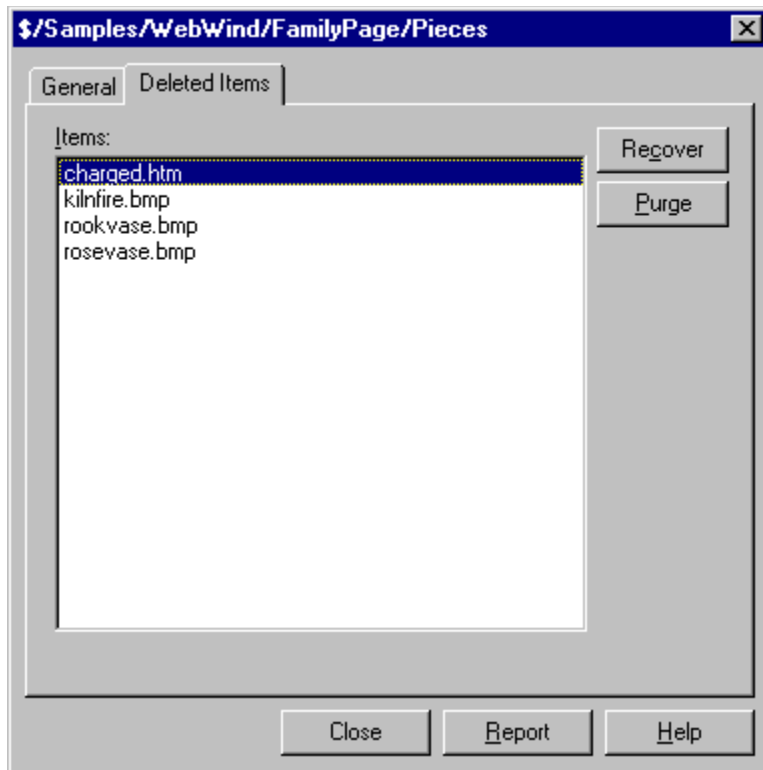 $/Samples/WebWind/FamilyPage/Pieces
General Deleted Items
Items:
charged.htm
kilnfire.bmp
rookvase.bmp
rosevase.bmp
Recover
Purge
Close Report Help